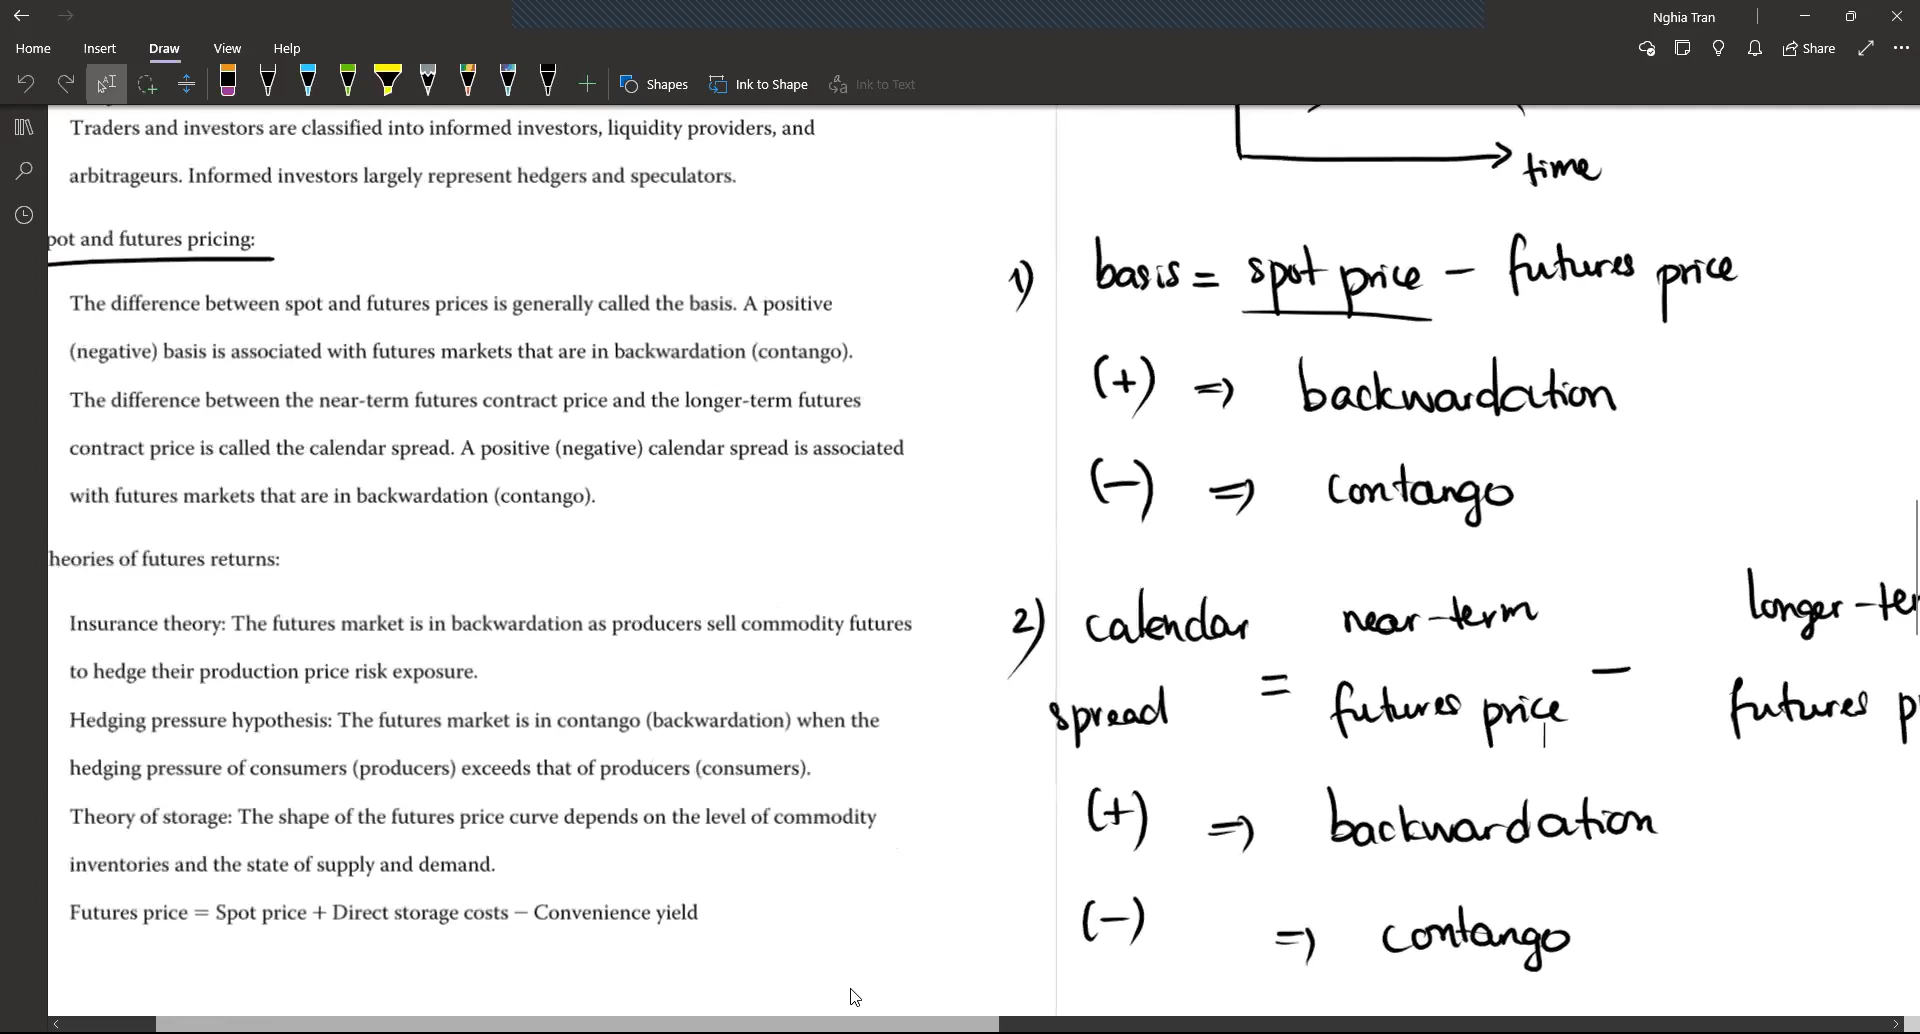 Nghia Tran
Home Insert Draw View Help
Share
Shapes Ink to Shape Ink to Text
Traders and investors are classified into informed investors, liquidity providers, and
arbitrageurs. Informed investors largely represent hedgers and speculators.
pot and futures pricing:
The difference between spot and futures prices is generally called the basis. A positive
(negative) basis is associated with futures markets that are in backwardation (contango).
The difference between the near-term futures contract price and the longer-term futures
contract price is called the calendar spread. A positive (negative) calendar spread is associated
with futures markets that are in backwardation (contango).
heories of futures returns:
Insurance theory: The futures market is in backwardation as producers sell commodity futures
to hedge their production price risk exposure.
Hedging pressure hypothesis: The futures market is in contango (backwardation) when the
hedging pressure of consumers (producers) exceeds that of producers (consumers).
Theory of storage: The shape of the futures price curve depends on the level of commodity
inventories and the state of supply and demand.
Futures price = Spot price + Direct storage costs − Convenience yield
time
1) basis = spot price − futures price
(+) => backwardation
(−) => contango
2) calendar near-term longer-ter
spread = futures price − futures p
(+) => backwardation
(−) => contango